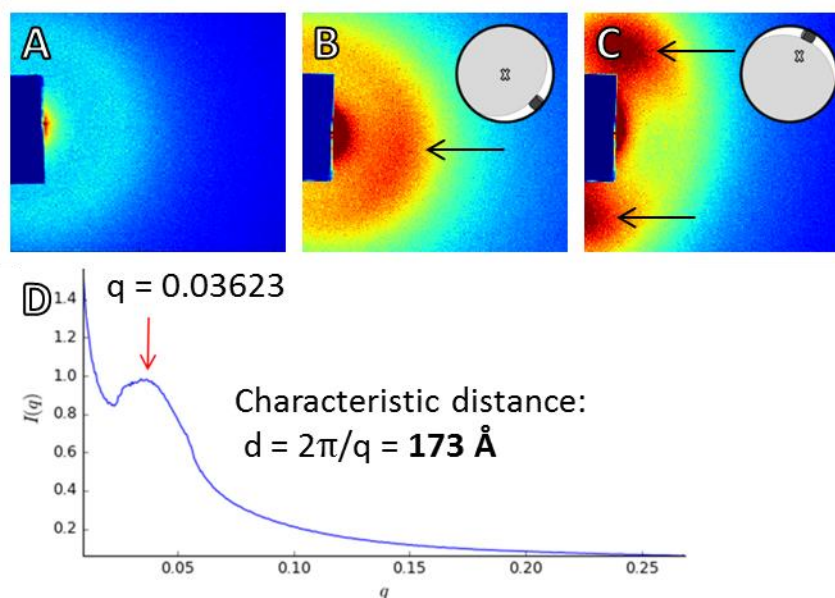 A
B
x
C
x
D
q = 0.03623
Characteristic distance:
d = 2π/q = 173 Å
I(q)
1.4
1.2
1.0
0.8
0.6
0.4
0.2
0.05
0.10
0.15
0.20
0.25
q